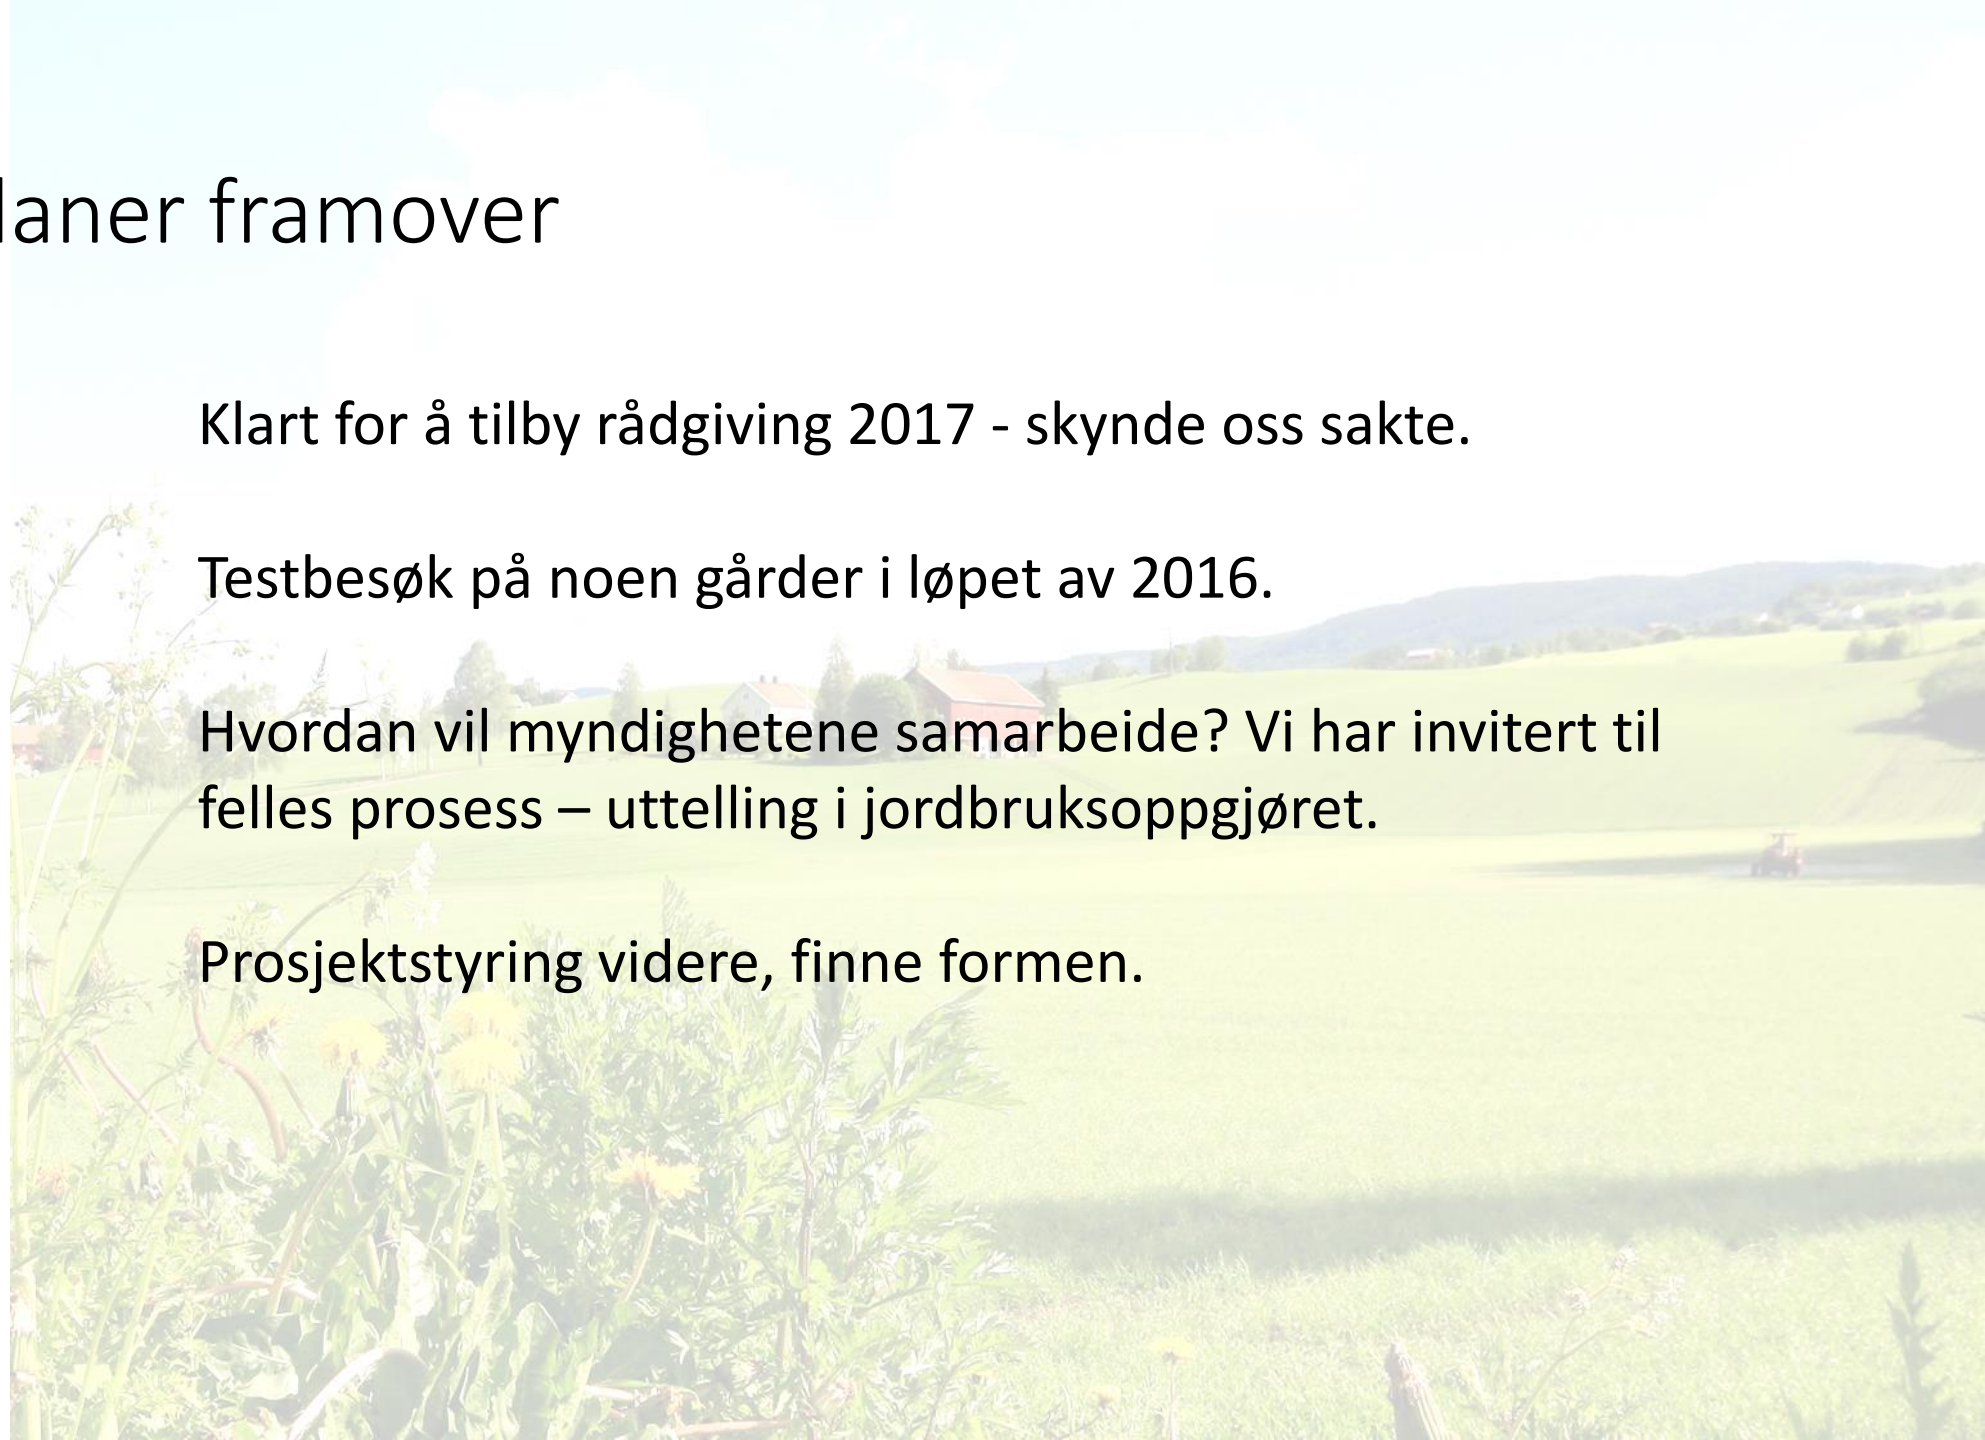 laner framover
Klart for å tilby rådgiving 2017 - skynde oss sakte.
Testbesøk på noen gårder i løpet av 2016.
Hvordan vil myndighetene samarbeide? Vi har invitert til
felles prosess – uttelling i jordbruksoppgjøret.
Prosjektstyring videre, finne formen.